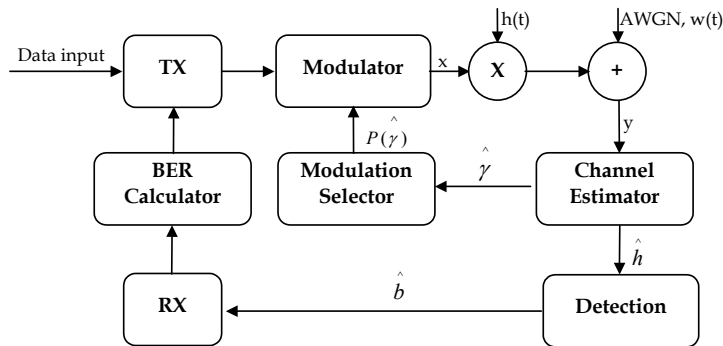 h(t)
AWGN, w(t)
Data input
TX
Modulator
x
X
+
P(γ̂)
y
BER
Calculator
Modulation
Selector
γ̂
Channel
Estimator
ĥ
RX
b̂
Detection